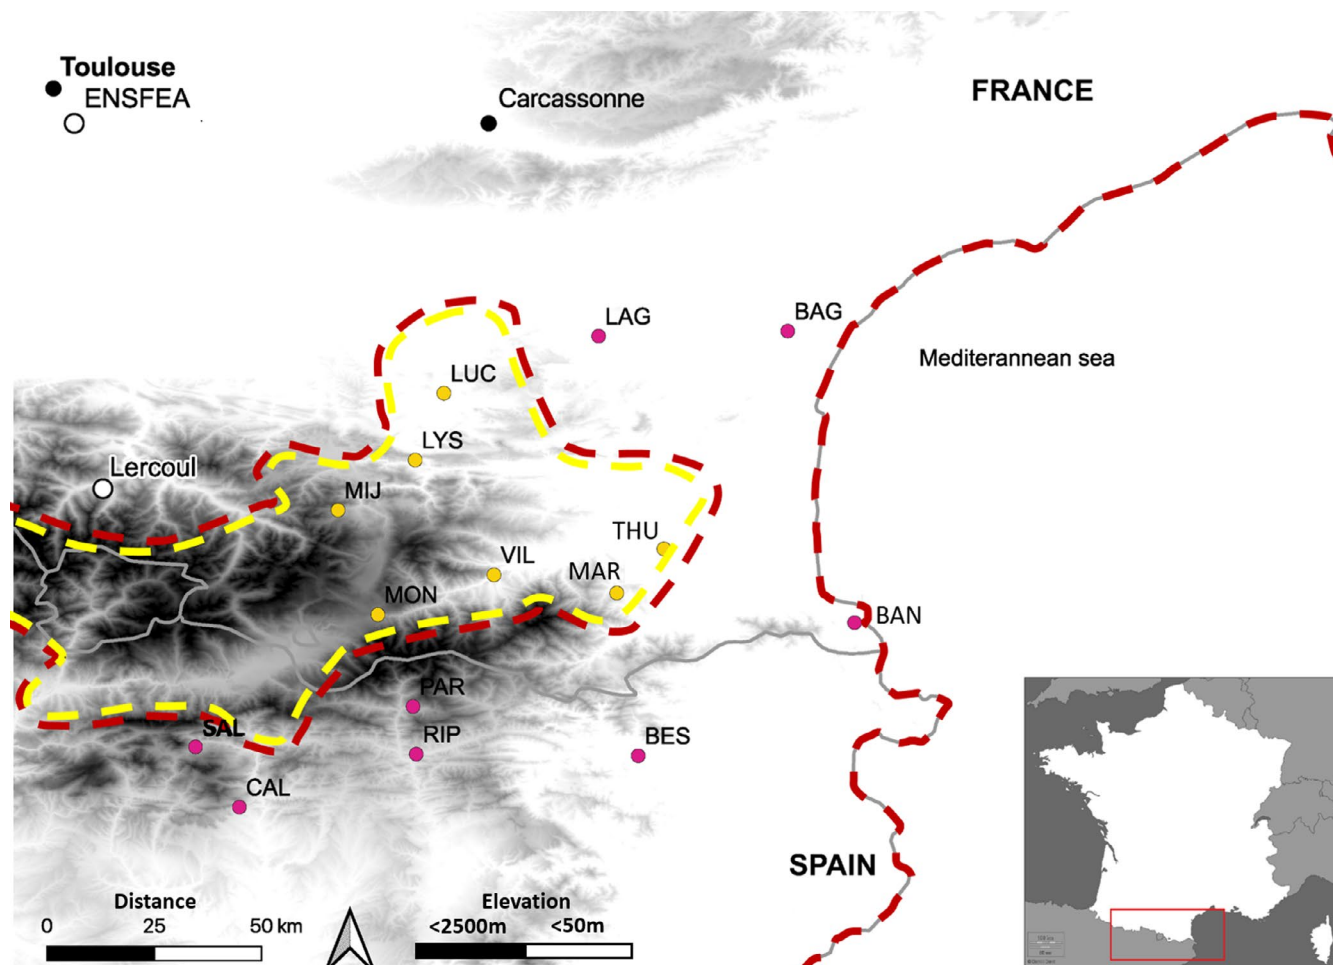 Toulouse
ENSFEA
Carcassonne
FRANCE
LAG
BAG
Mediterannean sea
LUC
LYS
Lercoul
MIJ
THU
VIL
MAR
MON
BAN
PAR
SAL
RIP
BES
CAL
SPAIN
Distance
0 25 50 km
Elevation
<2500m <50m